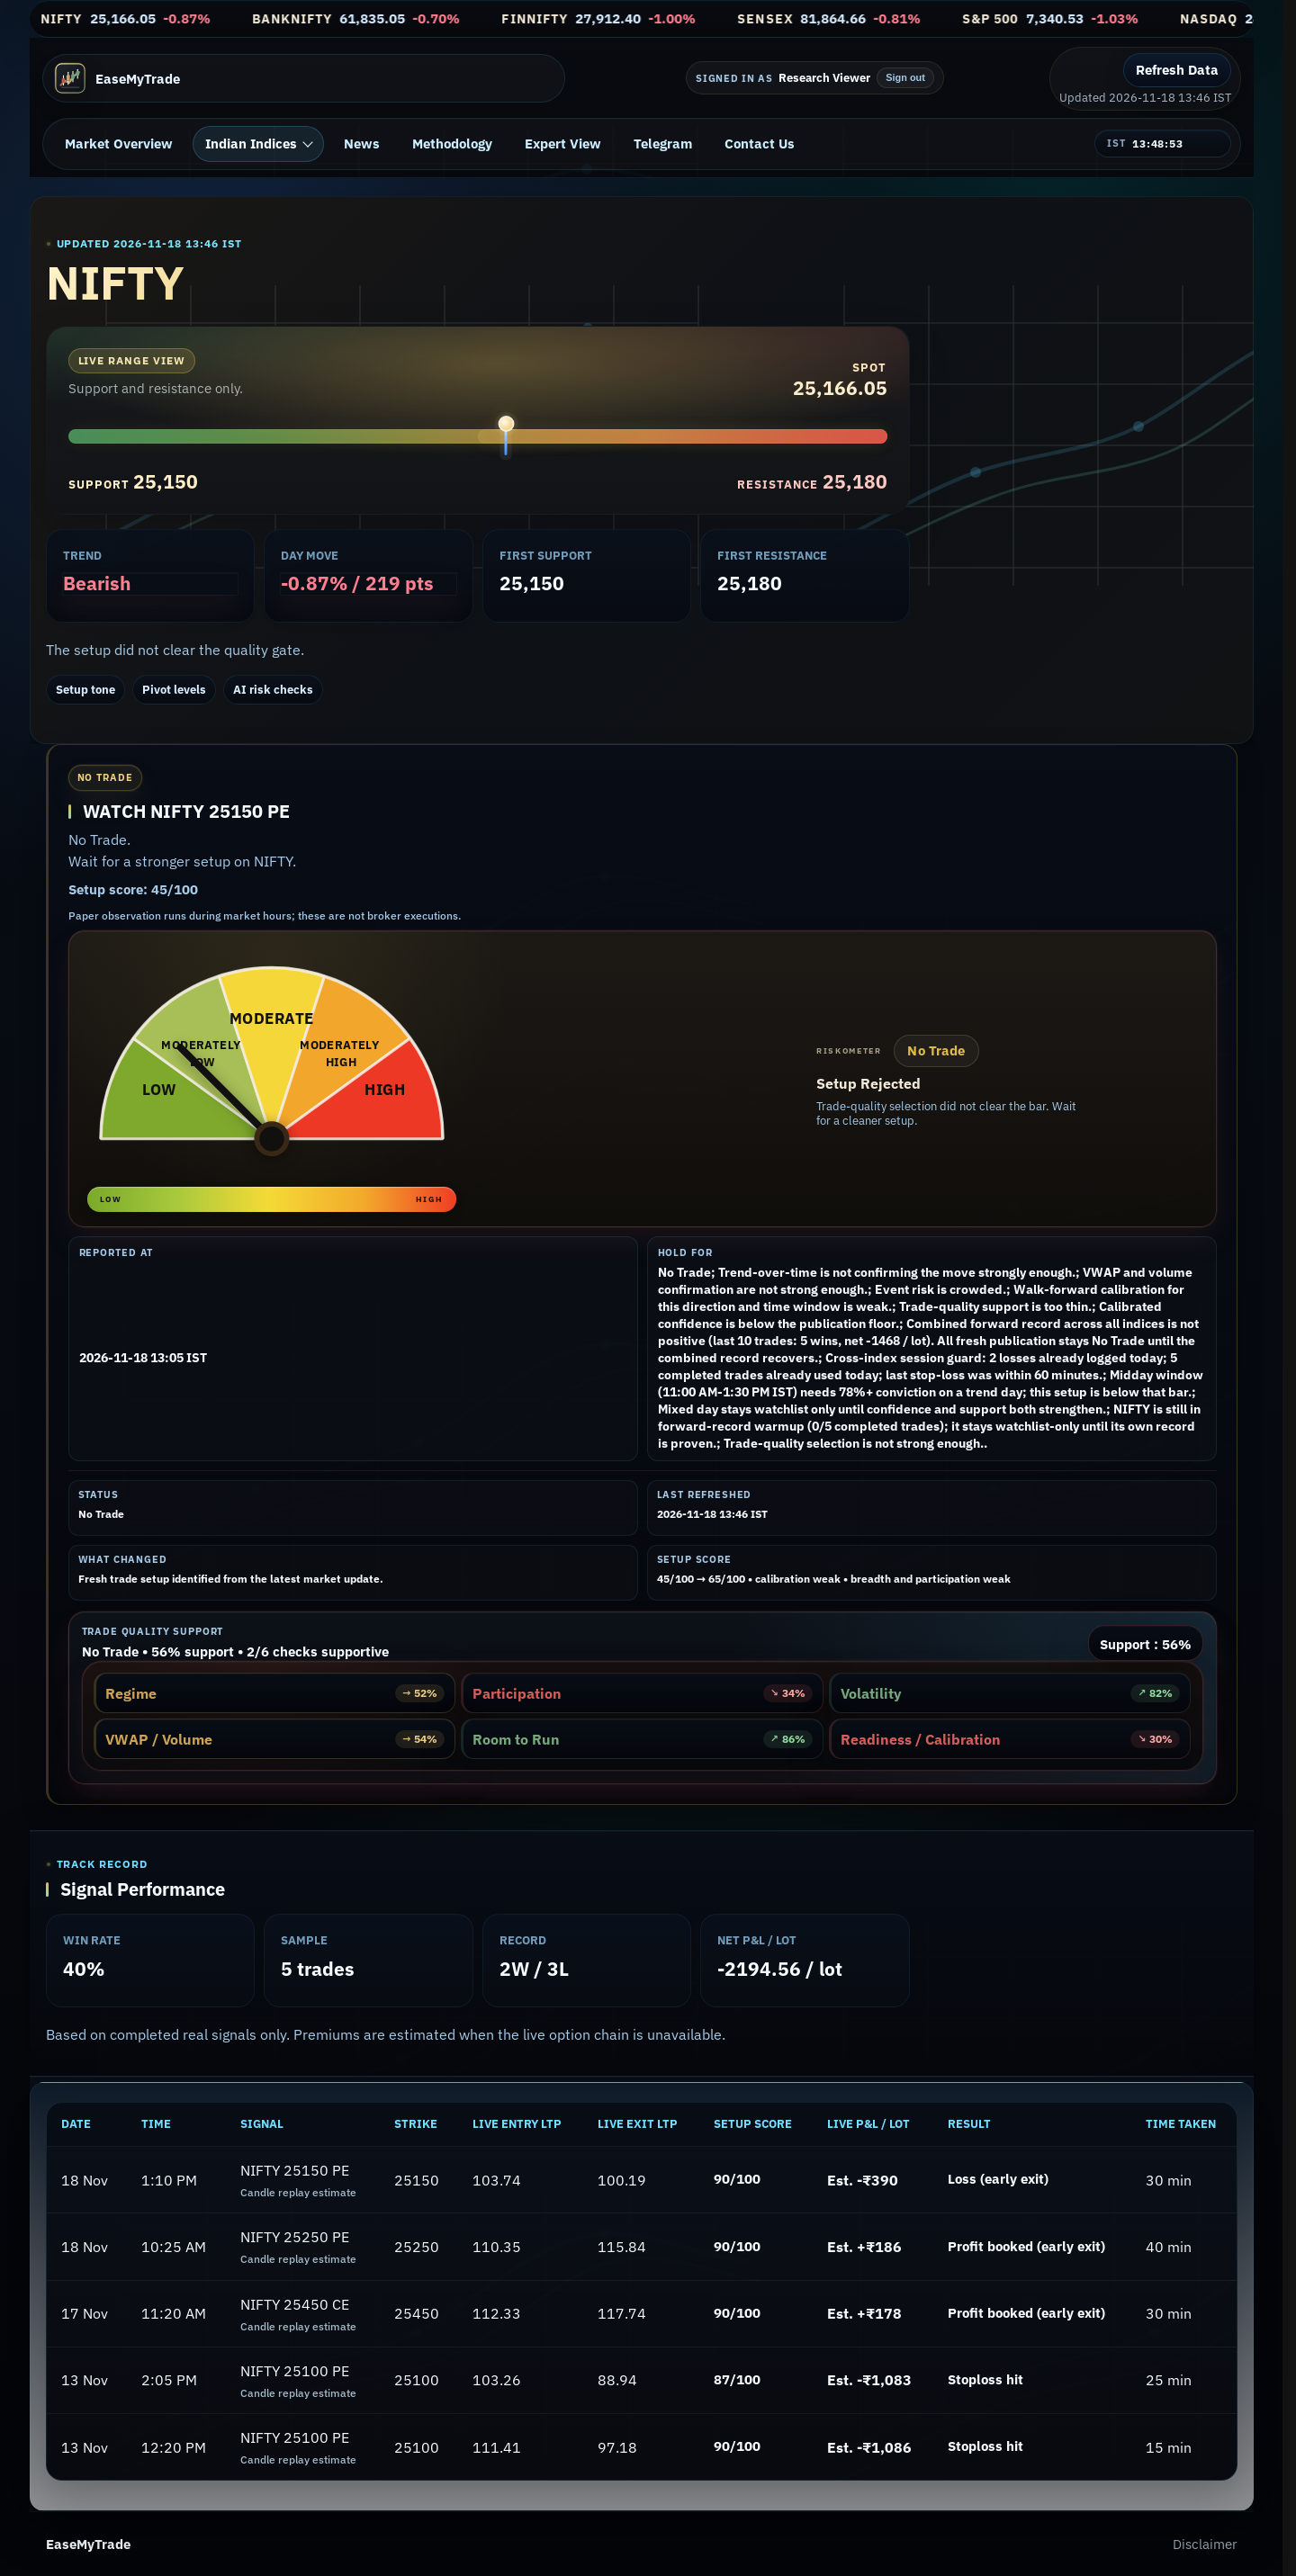 NIFTY 25,166.05 -0.87% BANKNIFTY 61,835.05 -0.70% FINNIFTY 27,912.40 -1.00% SENSEX 81,864.66 -0.81% S&P 500 7,340.53 -1.03% NASDAQ 2
EaseMyTrade
SIGNED IN AS Research Viewer Sign out
Refresh Data
Updated 2026-11-18 13:46 IST
Market Overview Indian Indices News Methodology Expert View Telegram Contact Us IST 13:48:53
UPDATED 2026-11-18 13:46 IST
NIFTY
LIVE RANGE VIEW
Support and resistance only.
SPOT
25,166.05
SUPPORT 25,150 RESISTANCE 25,180
TREND
Bearish
DAY MOVE
-0.87% / 219 pts
FIRST SUPPORT
25,150
FIRST RESISTANCE
25,180
The setup did not clear the quality gate.
Setup tone Pivot levels AI risk checks
NO TRADE
WATCH NIFTY 25150 PE
No Trade.
Wait for a stronger setup on NIFTY.
Setup score: 45/100
Paper observation runs during market hours; these are not broker executions.
MODERATE
MODERATELY
LOW
MODERATELY
HIGH
LOW
HIGH
LOW HIGH
RISKOMETER No Trade
Setup Rejected
Trade-quality selection did not clear the bar. Wait
for a cleaner setup.
REPORTED AT
2026-11-18 13:05 IST
HOLD FOR
No Trade; Trend-over-time is not confirming the move strongly enough.; VWAP and volume
confirmation are not strong enough.; Event risk is crowded.; Walk-forward calibration for
this direction and time window is weak.; Trade-quality support is too thin.; Calibrated
confidence is below the publication floor.; Combined forward record across all indices is not
positive (last 10 trades: 5 wins, net -1468 / lot). All fresh publication stays No Trade until the
combined record recovers.; Cross-index session guard: 2 losses already logged today; 5
completed trades already used today; last stop-loss was within 60 minutes.; Midday window
(11:00 AM-1:30 PM IST) needs 78%+ conviction on a trend day; this setup is below that bar.;
Mixed day stays watchlist only until confidence and support both strengthen.; NIFTY is still in
forward-record warmup (0/5 completed trades); it stays watchlist-only until its own record
is proven.; Trade-quality selection is not strong enough..
STATUS
No Trade
LAST REFRESHED
2026-11-18 13:46 IST
WHAT CHANGED
Fresh trade setup identified from the latest market update.
SETUP SCORE
45/100 → 65/100 • calibration weak • breadth and participation weak
TRADE QUALITY SUPPORT
No Trade • 56% support • 2/6 checks supportive
Support : 56%
Regime → 52% Participation ↘ 34% Volatility ↗ 82%
VWAP / Volume → 54% Room to Run ↗ 86% Readiness / Calibration ↘ 30%
TRACK RECORD
Signal Performance
WIN RATE
40%
SAMPLE
5 trades
RECORD
2W / 3L
NET P&L / LOT
-2194.56 / lot
Based on completed real signals only. Premiums are estimated when the live option chain is unavailable.
DATE TIME SIGNAL STRIKE LIVE ENTRY LTP LIVE EXIT LTP SETUP SCORE LIVE P&L / LOT RESULT TIME TAKEN
18 Nov 1:10 PM NIFTY 25150 PE 25150 103.74 100.19 90/100 Est. -₹390 Loss (early exit) 30 min
Candle replay estimate
18 Nov 10:25 AM NIFTY 25250 PE 25250 110.35 115.84 90/100 Est. +₹186 Profit booked (early exit) 40 min
Candle replay estimate
17 Nov 11:20 AM NIFTY 25450 CE 25450 112.33 117.74 90/100 Est. +₹178 Profit booked (early exit) 30 min
Candle replay estimate
13 Nov 2:05 PM NIFTY 25100 PE 25100 103.26 88.94 87/100 Est. -₹1,083 Stoploss hit 25 min
Candle replay estimate
13 Nov 12:20 PM NIFTY 25100 PE 25100 111.41 97.18 90/100 Est. -₹1,086 Stoploss hit 15 min
Candle replay estimate
EaseMyTrade Disclaimer